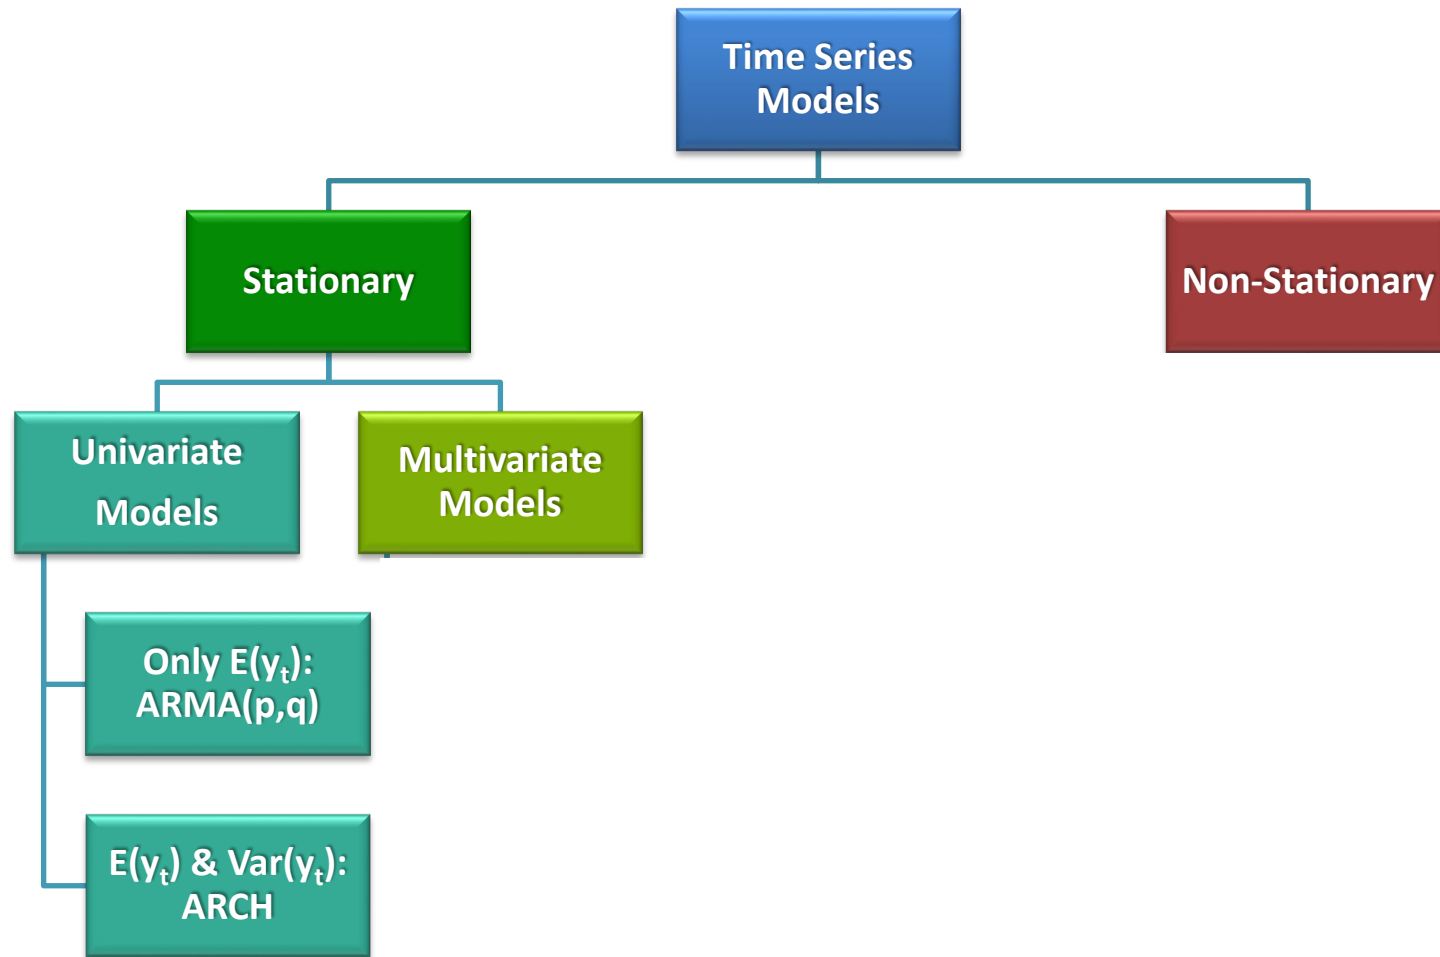 Time Series
Models
Stationary
Non-Stationary
Univariate
Models
Multivariate
Models
Only E(yₜ):
ARMA(p,q)
E(yₜ) & Var(yₜ):
ARCH